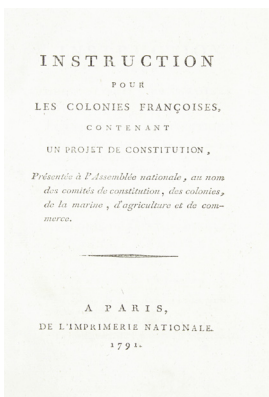 INSTRUCTION
POUR
LES COLONIES FRANÇOISES,
CONTENANT
UN PROJET DE CONSTITUTION,
Présentée à l'Assemblée nationale, au nom
des comités de constitution, des colonies,
de la marine, d'agriculture et de com-
merce.
A PARIS,
DE L'IMPRIMERIE NATIONALE.
1791.